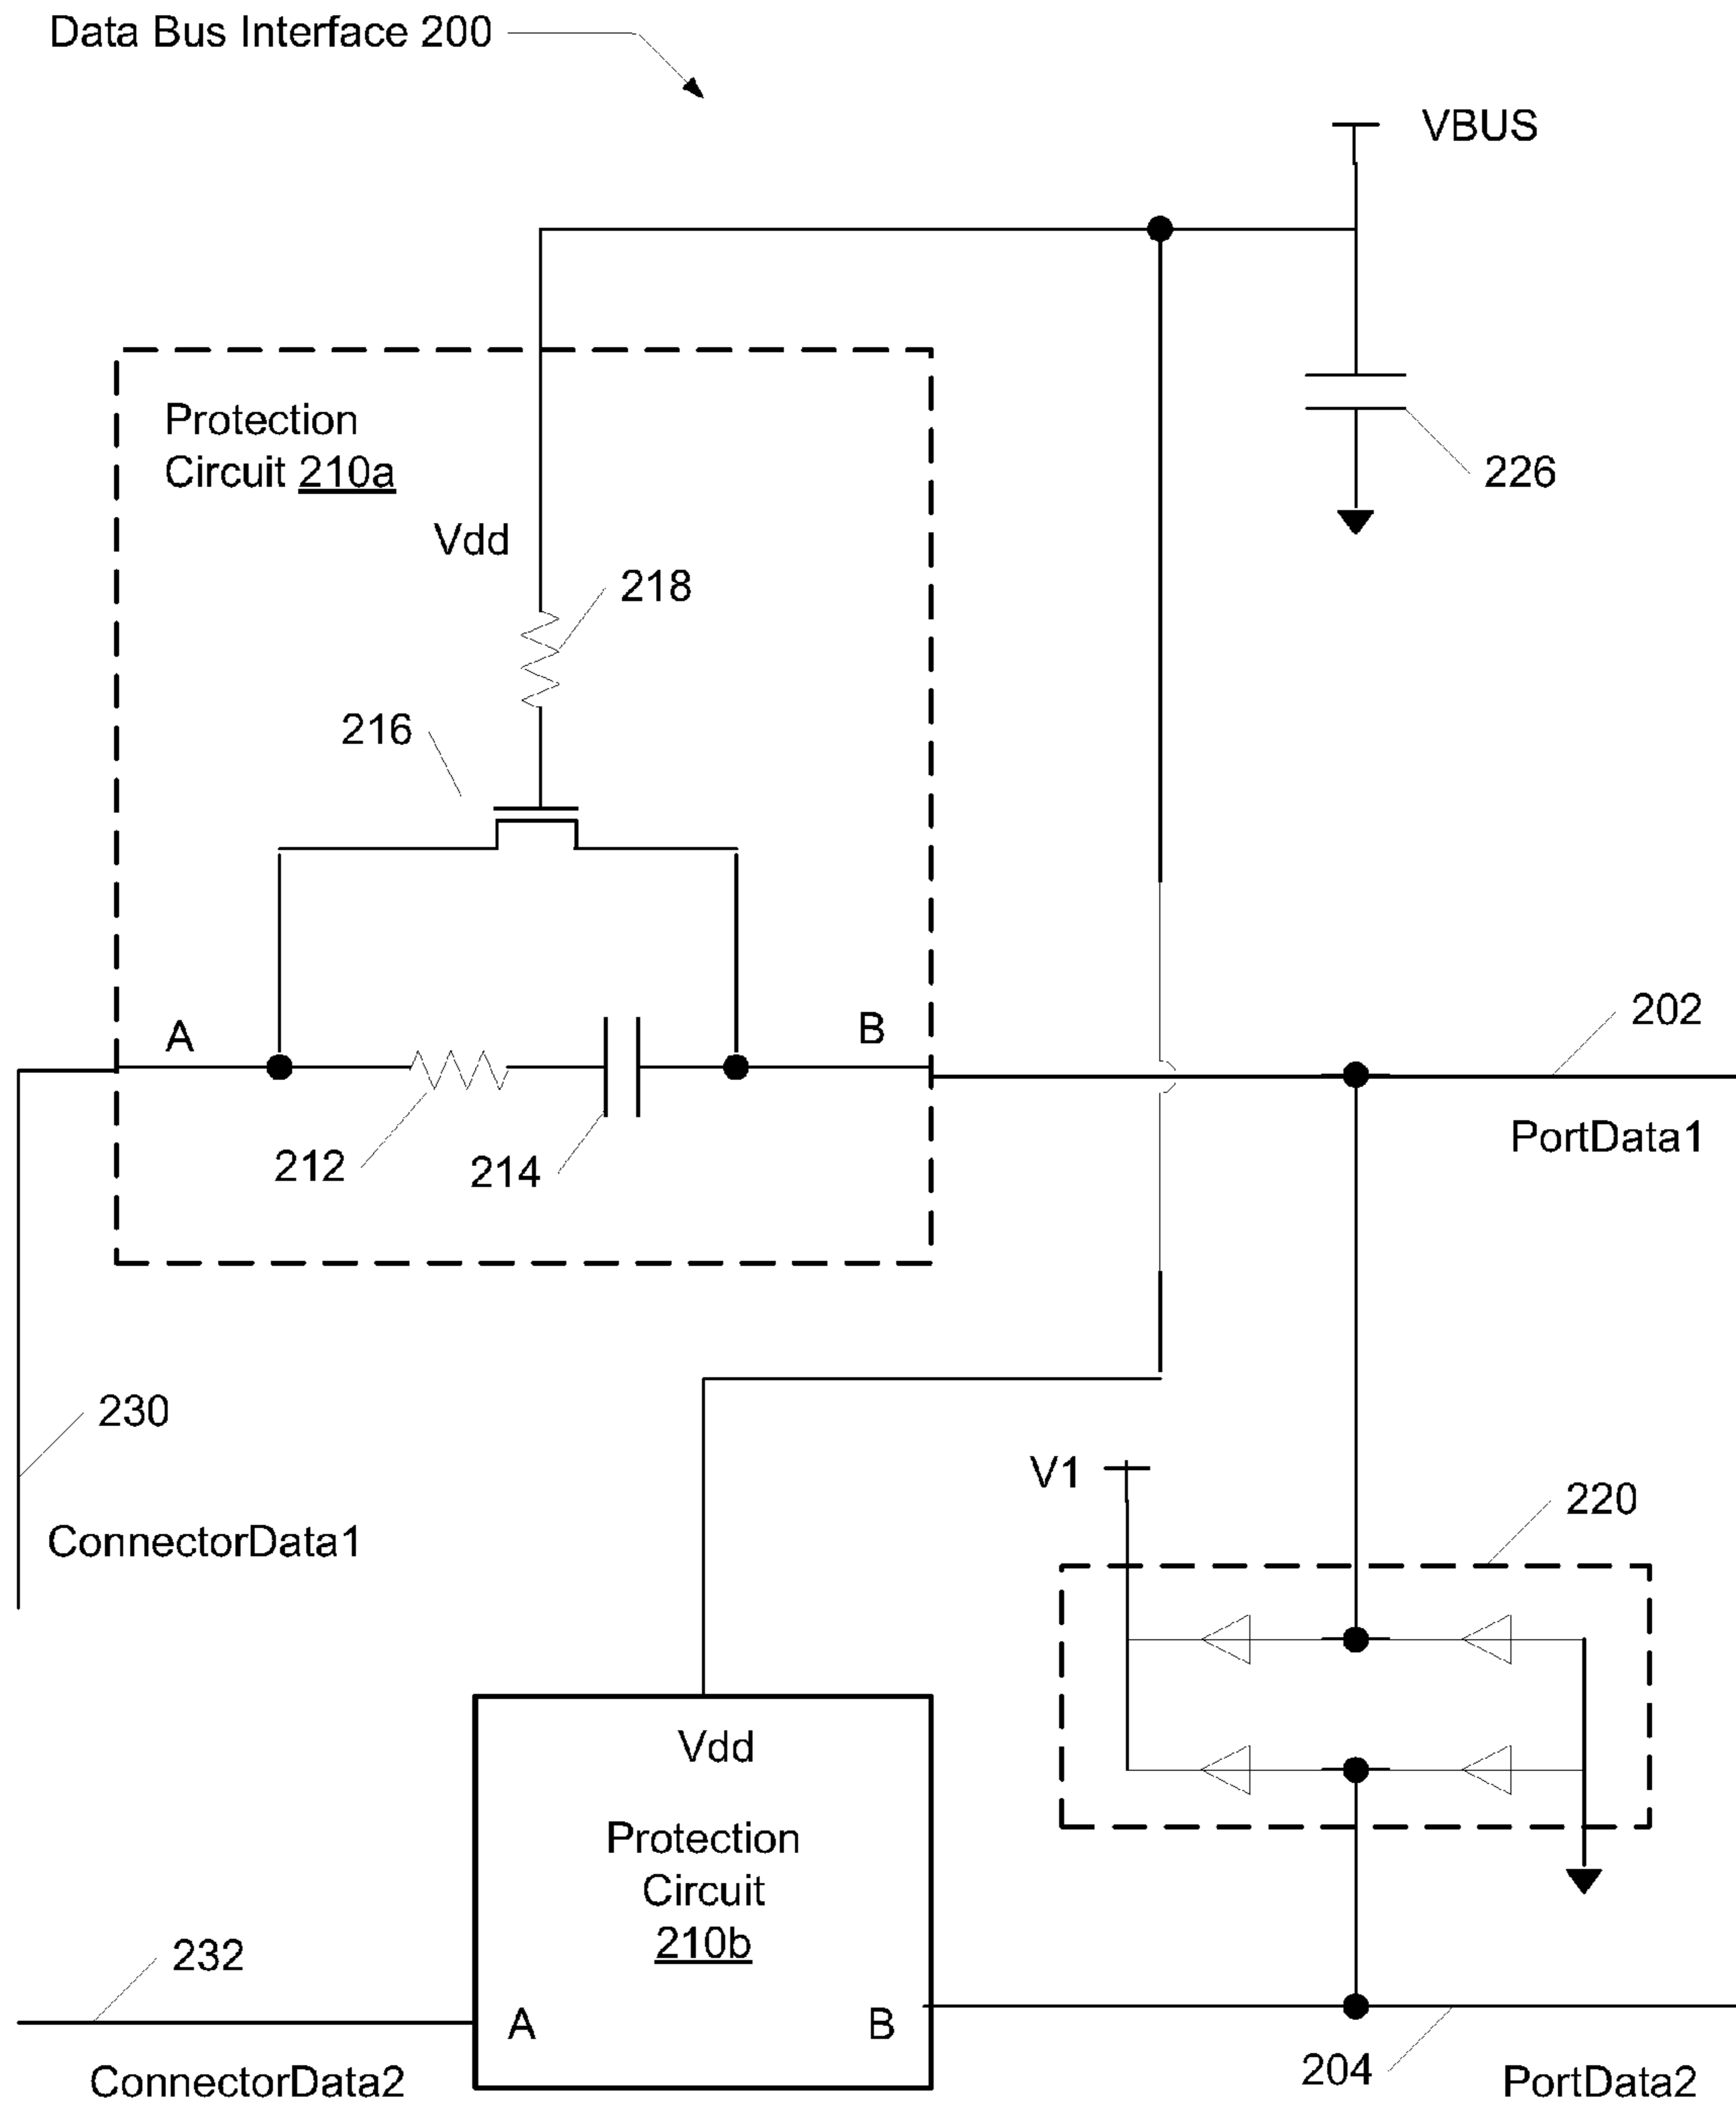 Data Bus Interface 200
VBUS
Protection
Circuit 210a
226
Vdd
218
216
202
A
B
PortData1
212
214
230
V1
220
ConnectorData1
Vdd
Protection
Circuit
210b
232
A
B
204
ConnectorData2
PortData2